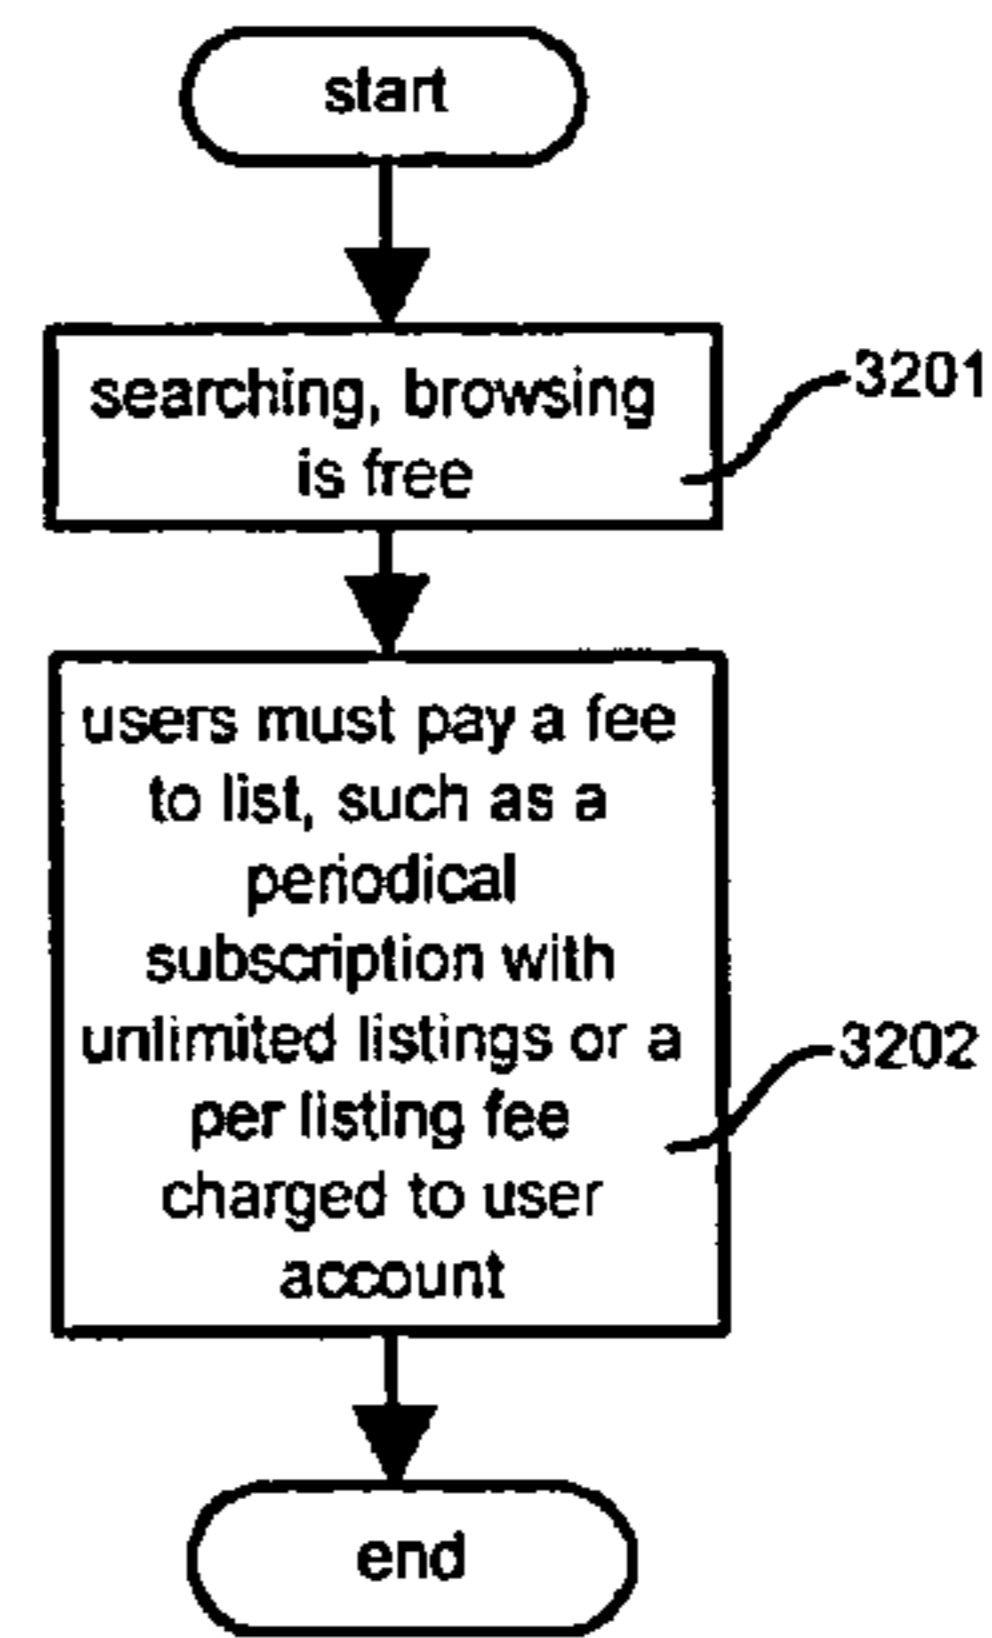 start
searching, browsing
is free
3201
users must pay a fee
to list, such as a
periodical
subscription with
unlimited listings or a
per listing fee
charged to user
account
3202
end